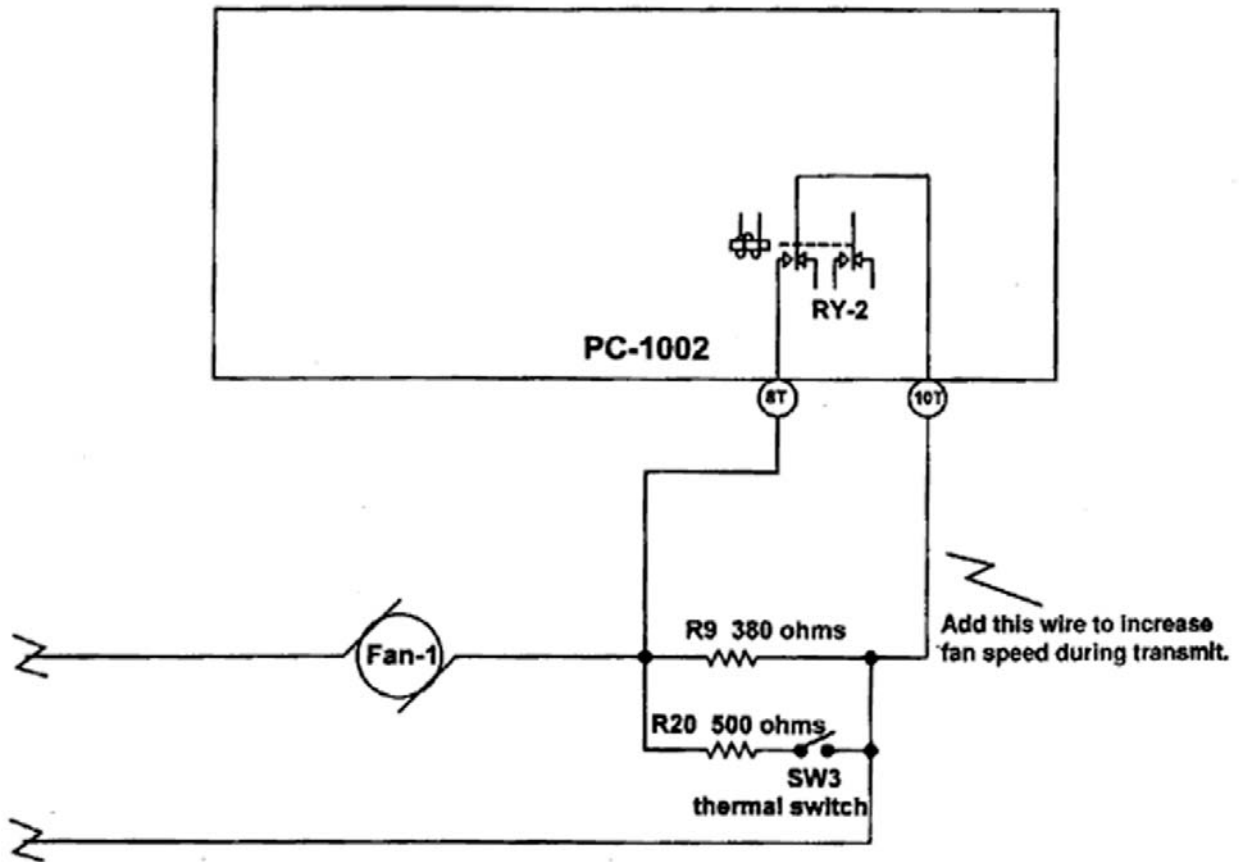 RY-2
PC-1002
8T
10T
Add this wire to increase
fan speed during transmit.
R9 380 ohms
Fan-1
R20 500 ohms
SW3
thermal switch